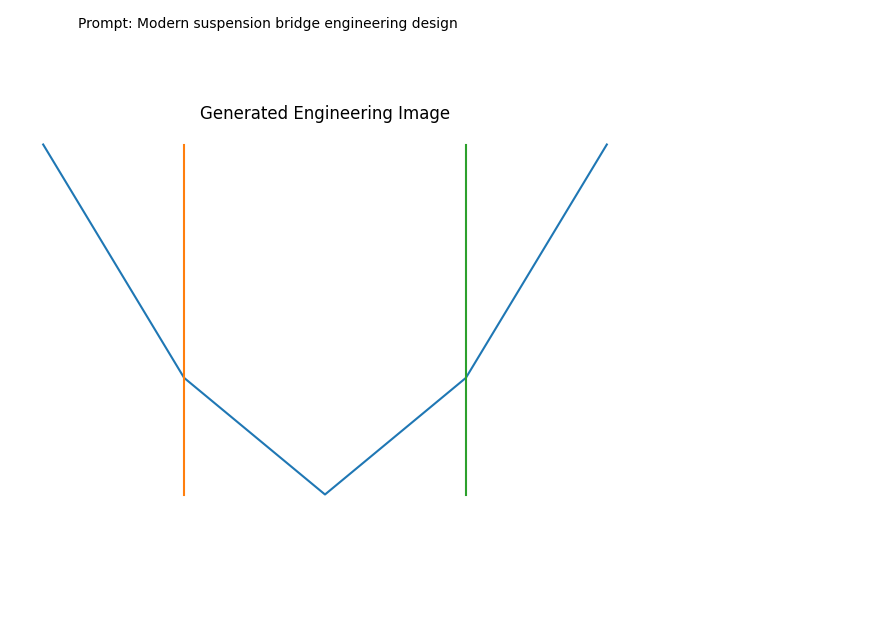 Prompt: Modern suspension bridge engineering design
Generated Engineering Image